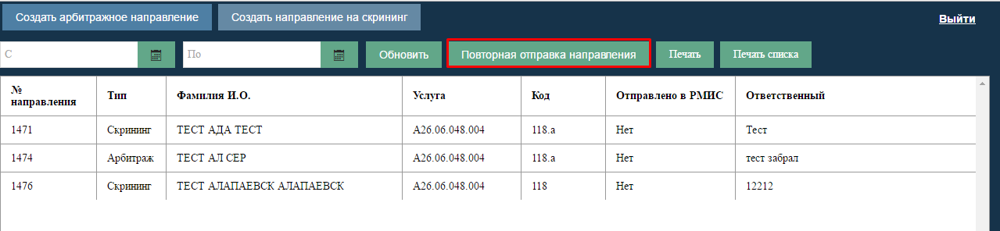 Создать арбитражное направление Создать направление на скрининг Выйти
С По Обновить Повторная отправка направления Печать Печать списка
№ направления Тип Фамилия И.О. Услуга Код Отправлено в РМИС Ответственный
1471 Скрининг ТЕСТ АДА ТЕСТ A26.06.048.004 118.а Нет Тест
1474 Арбитраж ТЕСТ АЛ СЕР A26.06.048.004 118.а Нет тест забрал
1476 Скрининг ТЕСТ АЛАПАЕВСК АЛАПАЕВСК A26.06.048.004 118 Нет 12212